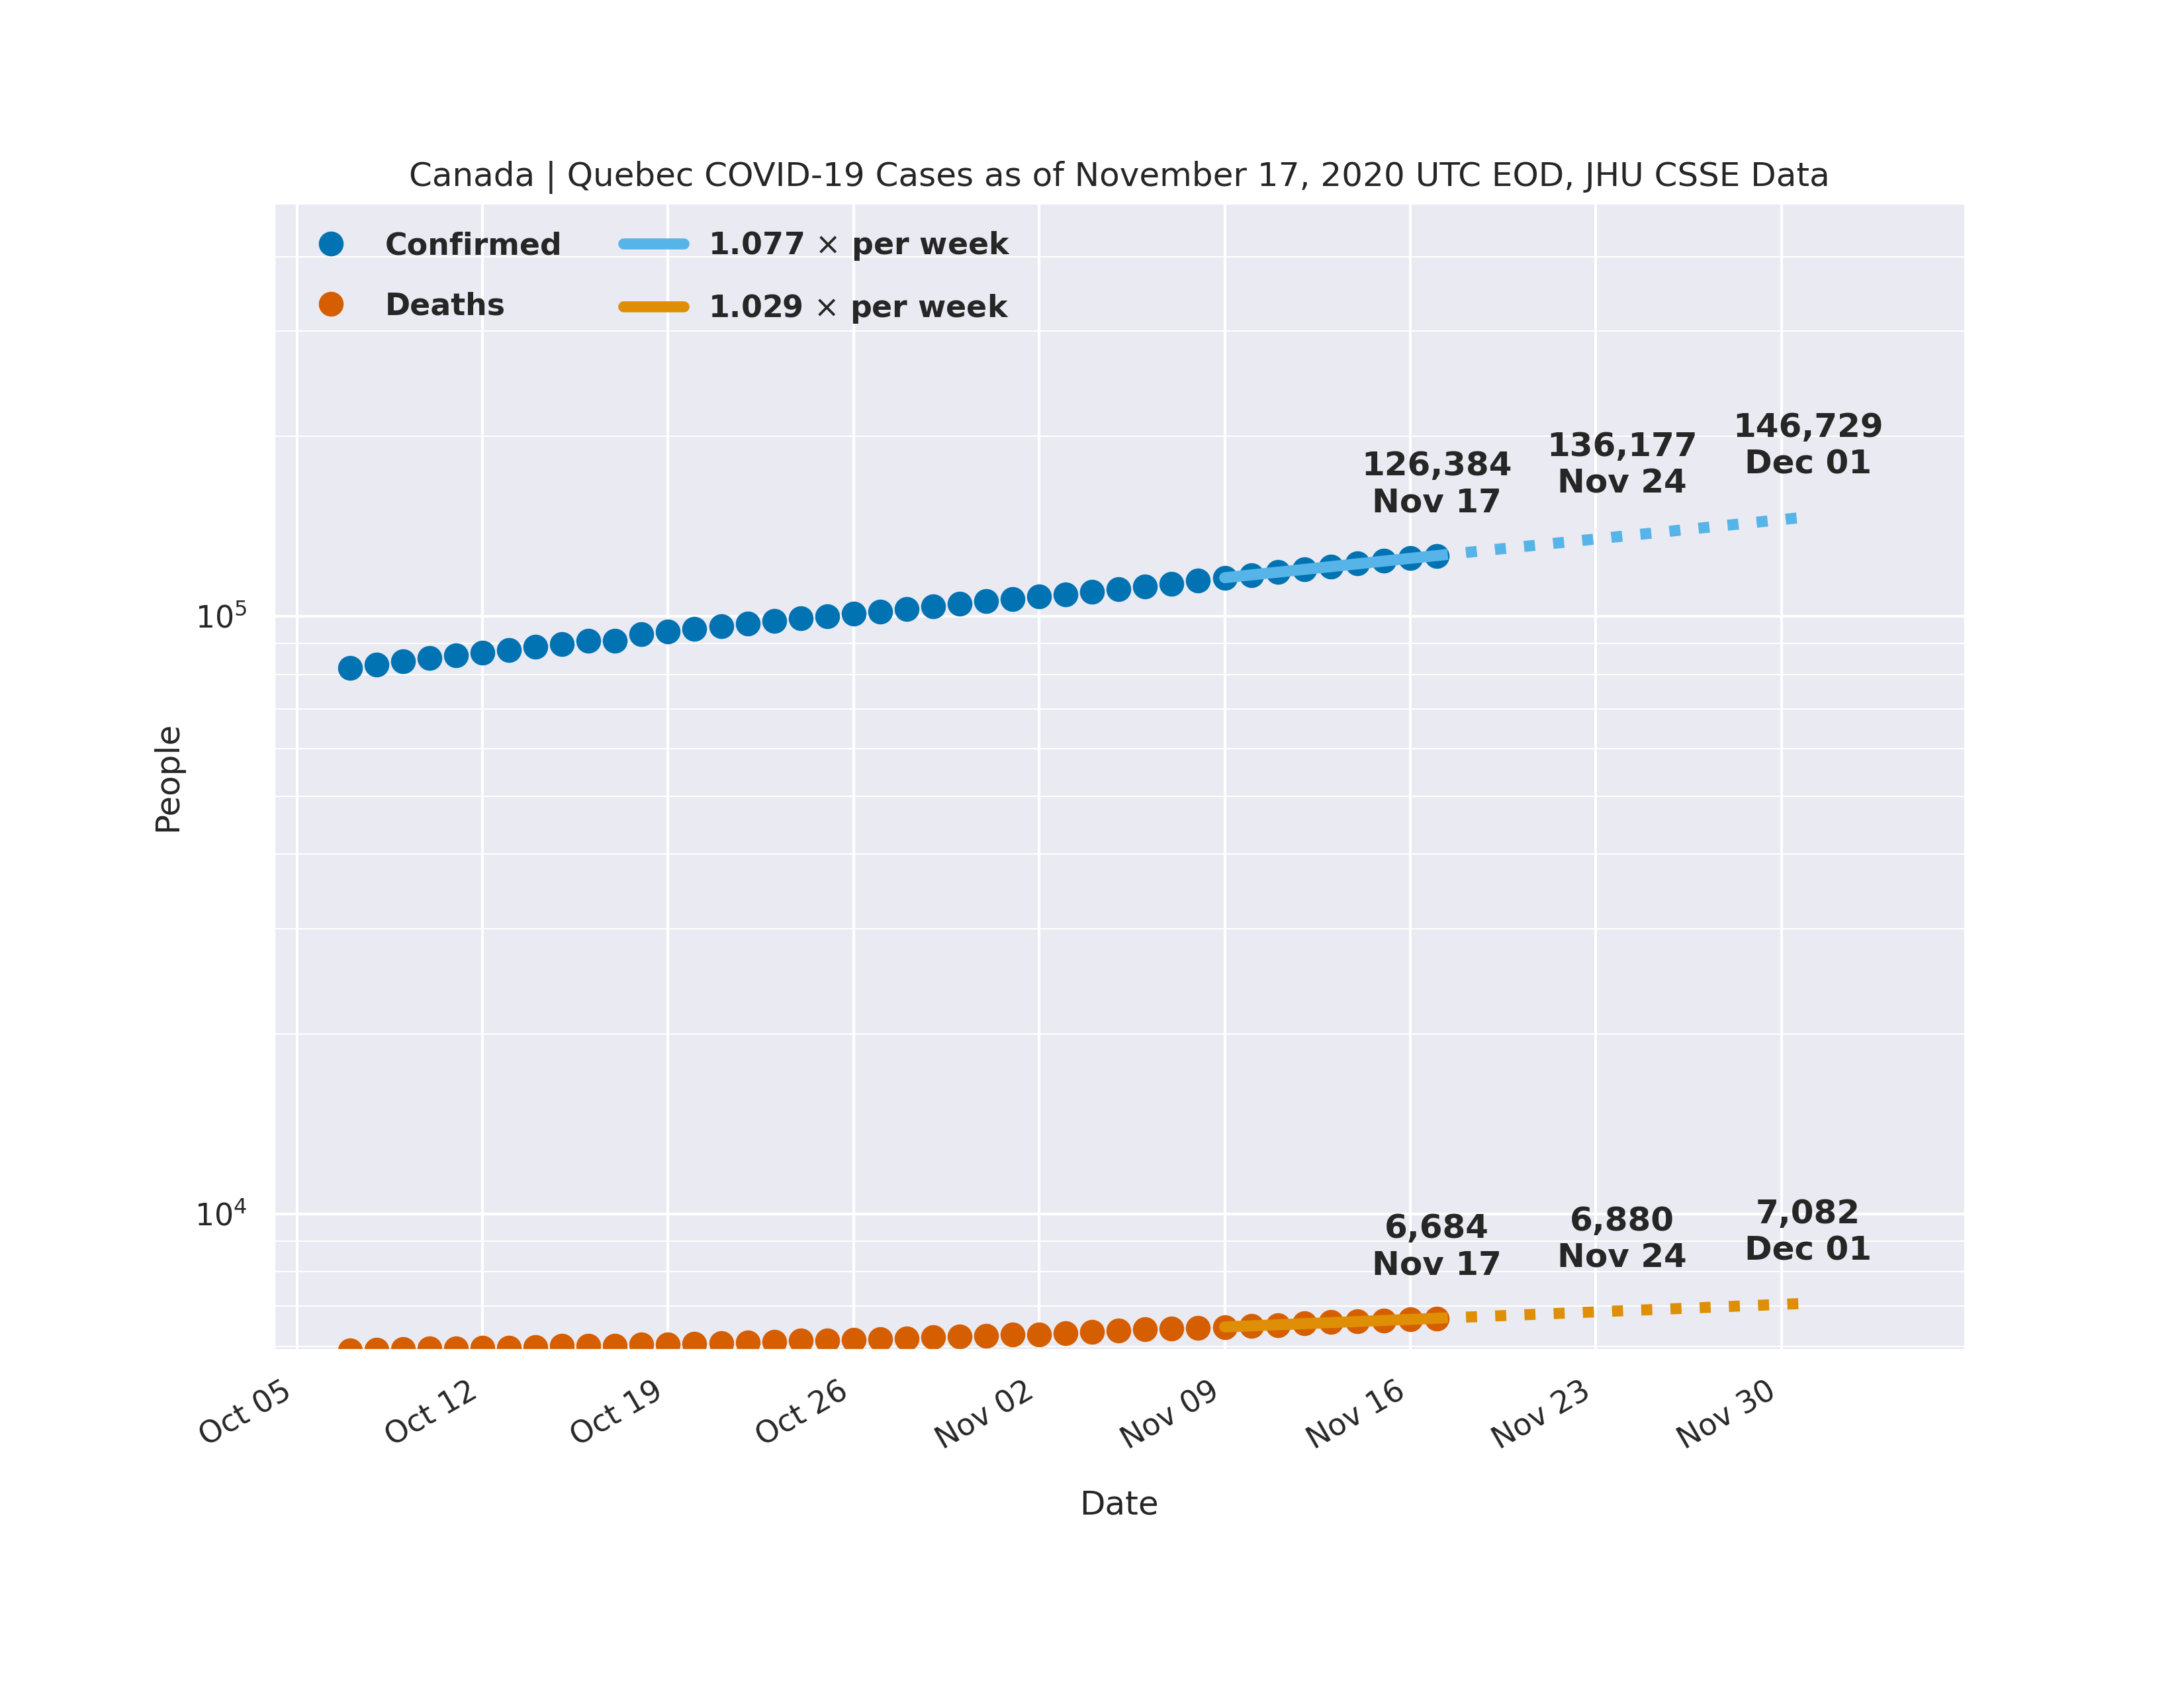 Canada | Quebec COVID-19 Cases as of November 17, 2020 UTC EOD, JHU CSSE Data
Confirmed
Deaths
1.077 × per week
1.029 × per week
126,384
Nov 17
136,177
Nov 24
146,729
Dec 01
6,684
Nov 17
6,880
Nov 24
7,082
Dec 01
People
10⁵
10⁴
Oct 05
Oct 12
Oct 19
Oct 26
Nov 02
Nov 09
Nov 16
Nov 23
Nov 30
Date